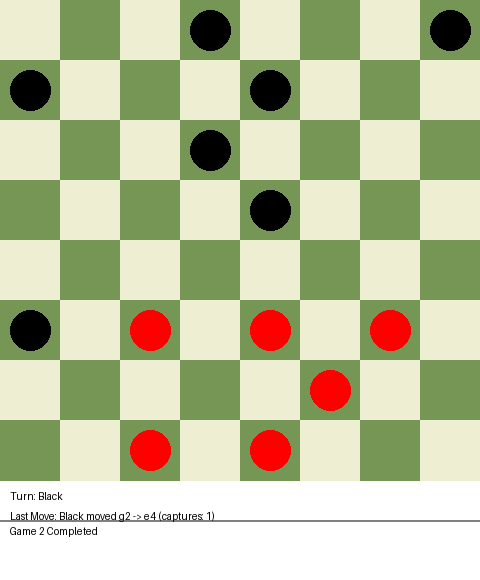 Turn: Black
Last Move: Black moved g2 -> e4 (captures: 1)
Game 2 Completed